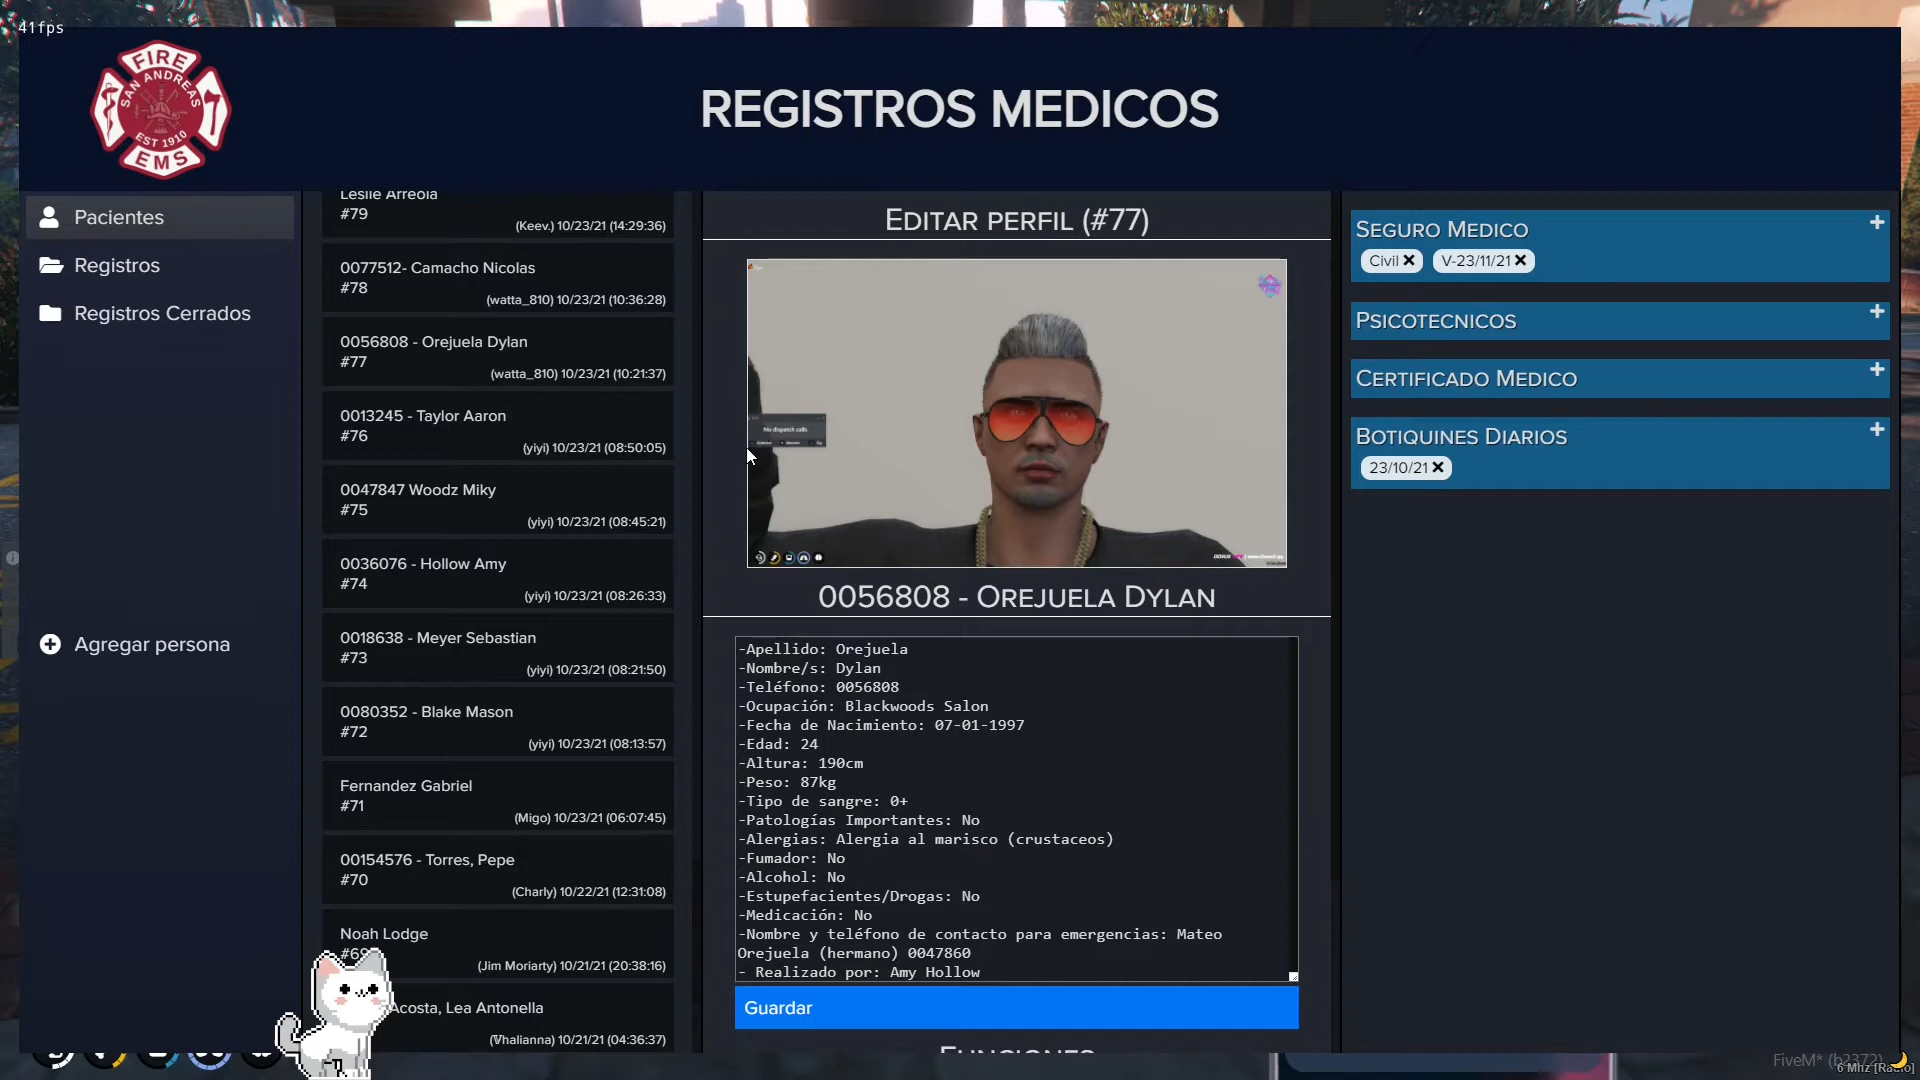 41fps
FIRE
SAN ANDREAS
EST 1910
EMS
REGISTROS MEDICOS
Pacientes
Registros
Registros Cerrados
Agregar persona
Leslie Arreola
#79
(Keev.) 10/23/21 (14:29:36)
0077512- Camacho Nicolas
#78
(watta_810) 10/23/21 (10:36:28)
0056808 - Orejuela Dylan
#77
(watta_810) 10/23/21 (10:21:37)
0013245 - Taylor Aaron
#76
(yiyi) 10/23/21 (08:50:05)
0047847 Woodz Miky
#75
(yiyi) 10/23/21 (08:45:21)
0036076 - Hollow Amy
#74
(yiyi) 10/23/21 (08:26:33)
0018638 - Meyer Sebastian
#73
(yiyi) 10/23/21 (08:21:50)
0080352 - Blake Mason
#72
(yiyi) 10/23/21 (08:13:57)
Fernandez Gabriel
#71
(Migo) 10/23/21 (06:07:45)
00154576 - Torres, Pepe
#70
(Charly) 10/22/21 (12:31:08)
Noah Lodge
#69
(Jim Moriarty) 10/21/21 (20:38:16)
Acosta, Lea Antonella
(Vhalianna) 10/21/21 (04:36:37)
Editar perfil (#77)
No dispatch calls
0056808 - Orejuela Dylan
-Apellido: Orejuela
-Nombre/s: Dylan
-Teléfono: 0056808
-Ocupación: Blackwoods Salon
-Fecha de Nacimiento: 07-01-1997
-Edad: 24
-Altura: 190cm
-Peso: 87kg
-Tipo de sangre: 0+
-Patologías Importantes: No
-Alergias: Alergia al marisco (crustaceos)
-Fumador: No
-Alcohol: No
-Estupefacientes/Drogas: No
-Medicación: No
-Nombre y teléfono de contacto para emergencias: Mateo
Orejuela (hermano) 0047860
- Realizado por: Amy Hollow
Guardar
Funciones
Seguro Medico
Civil
V-23/11/21
Psicotecnicos
Certificado Medico
Botiquines Diarios
23/10/21
FiveM* (b2372)
6 Mhz [Radio]